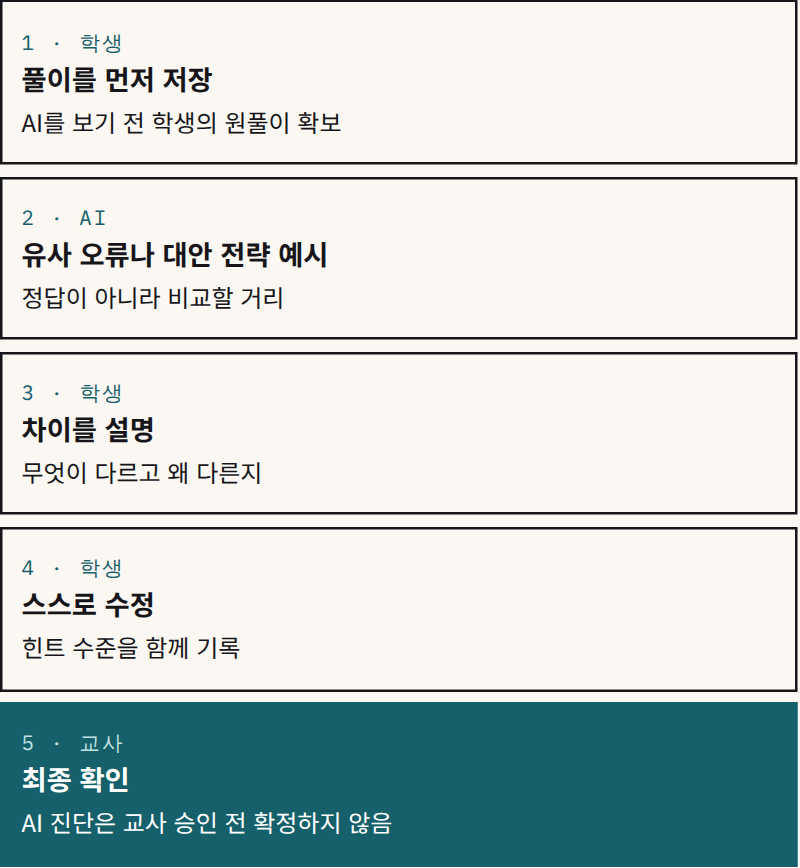 1 · 학생
풀이를 먼저 저장
AI를 보기 전 학생의 원풀이 확보
2 · AI
유사 오류나 대안 전략 예시
정답이 아니라 비교할 거리
3 · 학생
차이를 설명
무엇이 다르고 왜 다른지
4 · 학생
스스로 수정
힌트 수준을 함께 기록
5 · 교사
최종 확인
AI 진단은 교사 승인 전 확정하지 않음